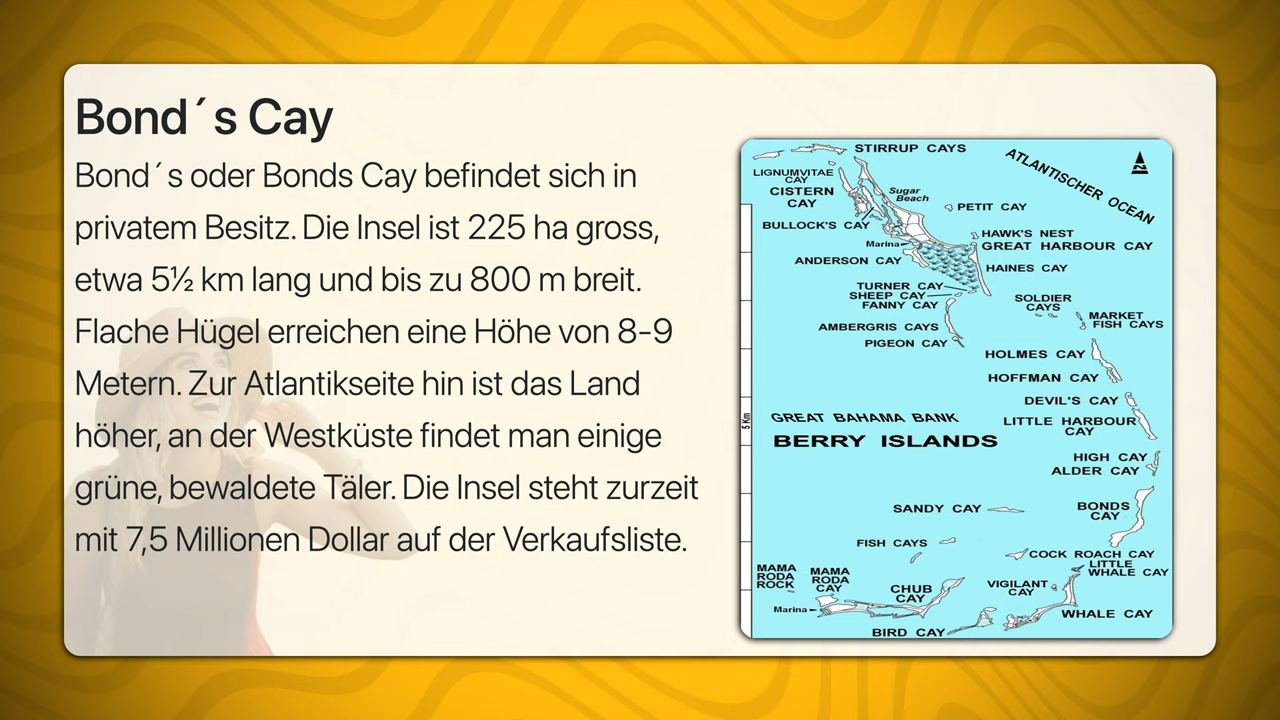 Bond´s Cay
Bond´s oder Bonds Cay befindet sich in
privatem Besitz. Die Insel ist 225 ha gross,
etwa 5½ km lang und bis zu 800 m breit.
Flache Hügel erreichen eine Höhe von 8-9
Metern. Zur Atlantikseite hin ist das Land
höher, an der Westküste findet man einige
grüne, bewaldete Täler. Die Insel steht zurzeit
mit 7,5 Millionen Dollar auf der Verkaufsliste.
STIRRUP CAYS
ATLANTISCHER OCEAN
N
LIGNUMVITAE
CAY
CISTERN
CAY
Sugar
Beach
PETIT CAY
BULLOCK'S CAY
HAWK'S NEST
Marina
GREAT HARBOUR CAY
ANDERSON CAY
HAINES CAY
TURNER CAY
SHEEP CAY
FANNY CAY
SOLDIER
CAYS
MARKET
FISH CAYS
AMBERGRIS CAYS
PIGEON CAY
HOLMES CAY
HOFFMAN CAY
DEVIL'S CAY
5 Km
GREAT BAHAMA BANK
LITTLE HARBOUR
CAY
BERRY ISLANDS
HIGH CAY
ALDER CAY
SANDY CAY
BONDS
CAY
FISH CAYS
COCK ROACH CAY
LITTLE
WHALE CAY
MAMA
RODA
ROCK
MAMA
RODA
CAY
CHUB
CAY
VIGILANT
CAY
Marina
WHALE CAY
BIRD CAY